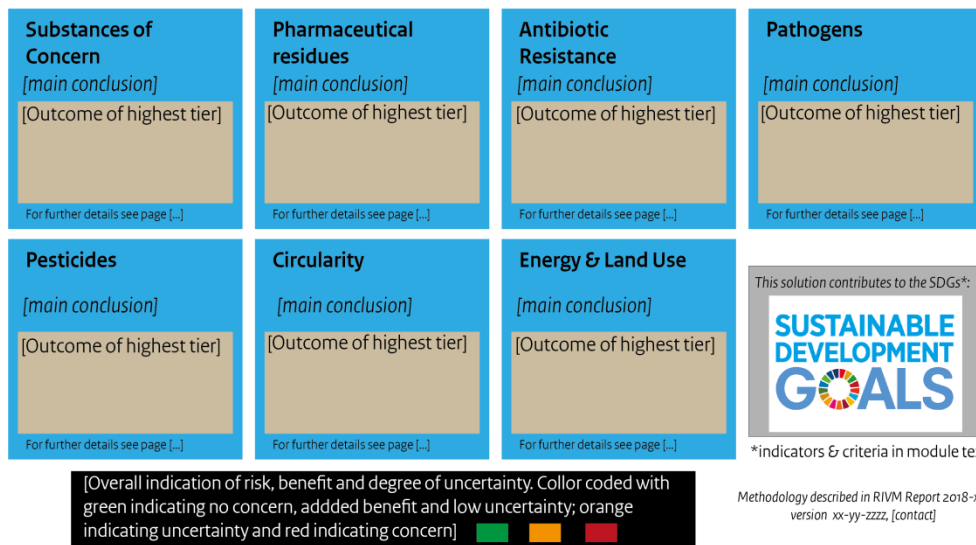 Substances of
Concern
[main conclusion]
[Outcome of highest tier]
For further details see page [...]
Pharmaceutical
residues
[main conclusion]
[Outcome of highest tier]
For further details see page [...]
Antibiotic
Resistance
[main conclusion]
[Outcome of highest tier]
For further details see page [...]
Pathogens
[main conclusion]
[Outcome of highest tier]
For further details see page [...]
Pesticides
[main conclusion]
[Outcome of highest tier]
For further details see page [...]
Circularity
[main conclusion]
[Outcome of highest tier]
For further details see page [...]
Energy & Land Use
[main conclusion]
[Outcome of highest tier]
For further details see page [...]
This solution contributes to the SDGs*:
SUSTAINABLE
DEVELOPMENT
GOALS
*indicators & criteria in module te
[Overall indication of risk, benefit and degree of uncertainty. Collor coded with
green indicating no concern, addded benefit and low uncertainty; orange
indicating uncertainty and red indicating concern]
Methodology described in RIVM Report 2018-x
version xx-yy-zzzz, [contact]